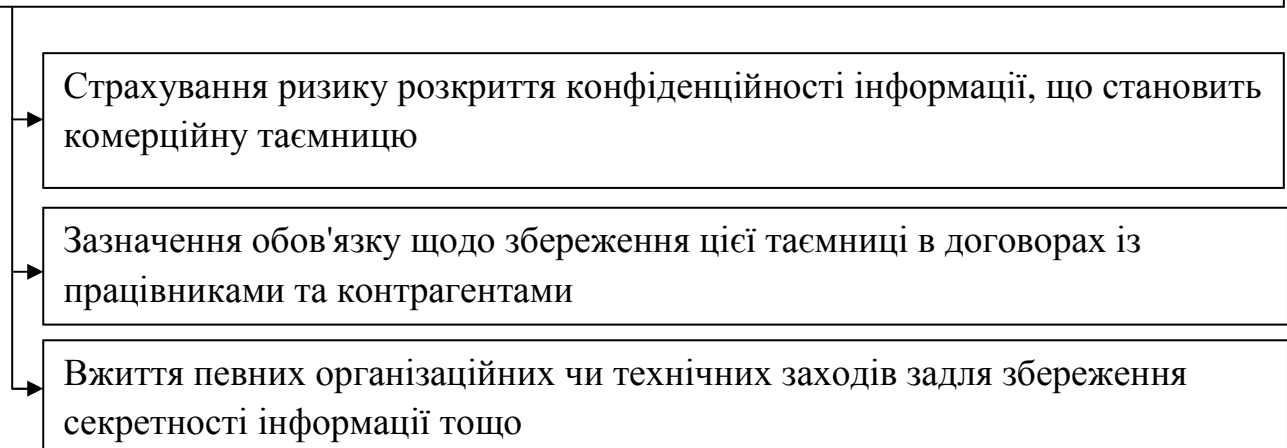 Страхування ризику розкриття конфіденційності інформації, що становить
комерційну таємницю
Зазначення обов'язку щодо збереження цієї таємниці в договорах із
працівниками та контрагентами
Вжиття певних організаційних чи технічних заходів задля збереження
секретності інформації тощо